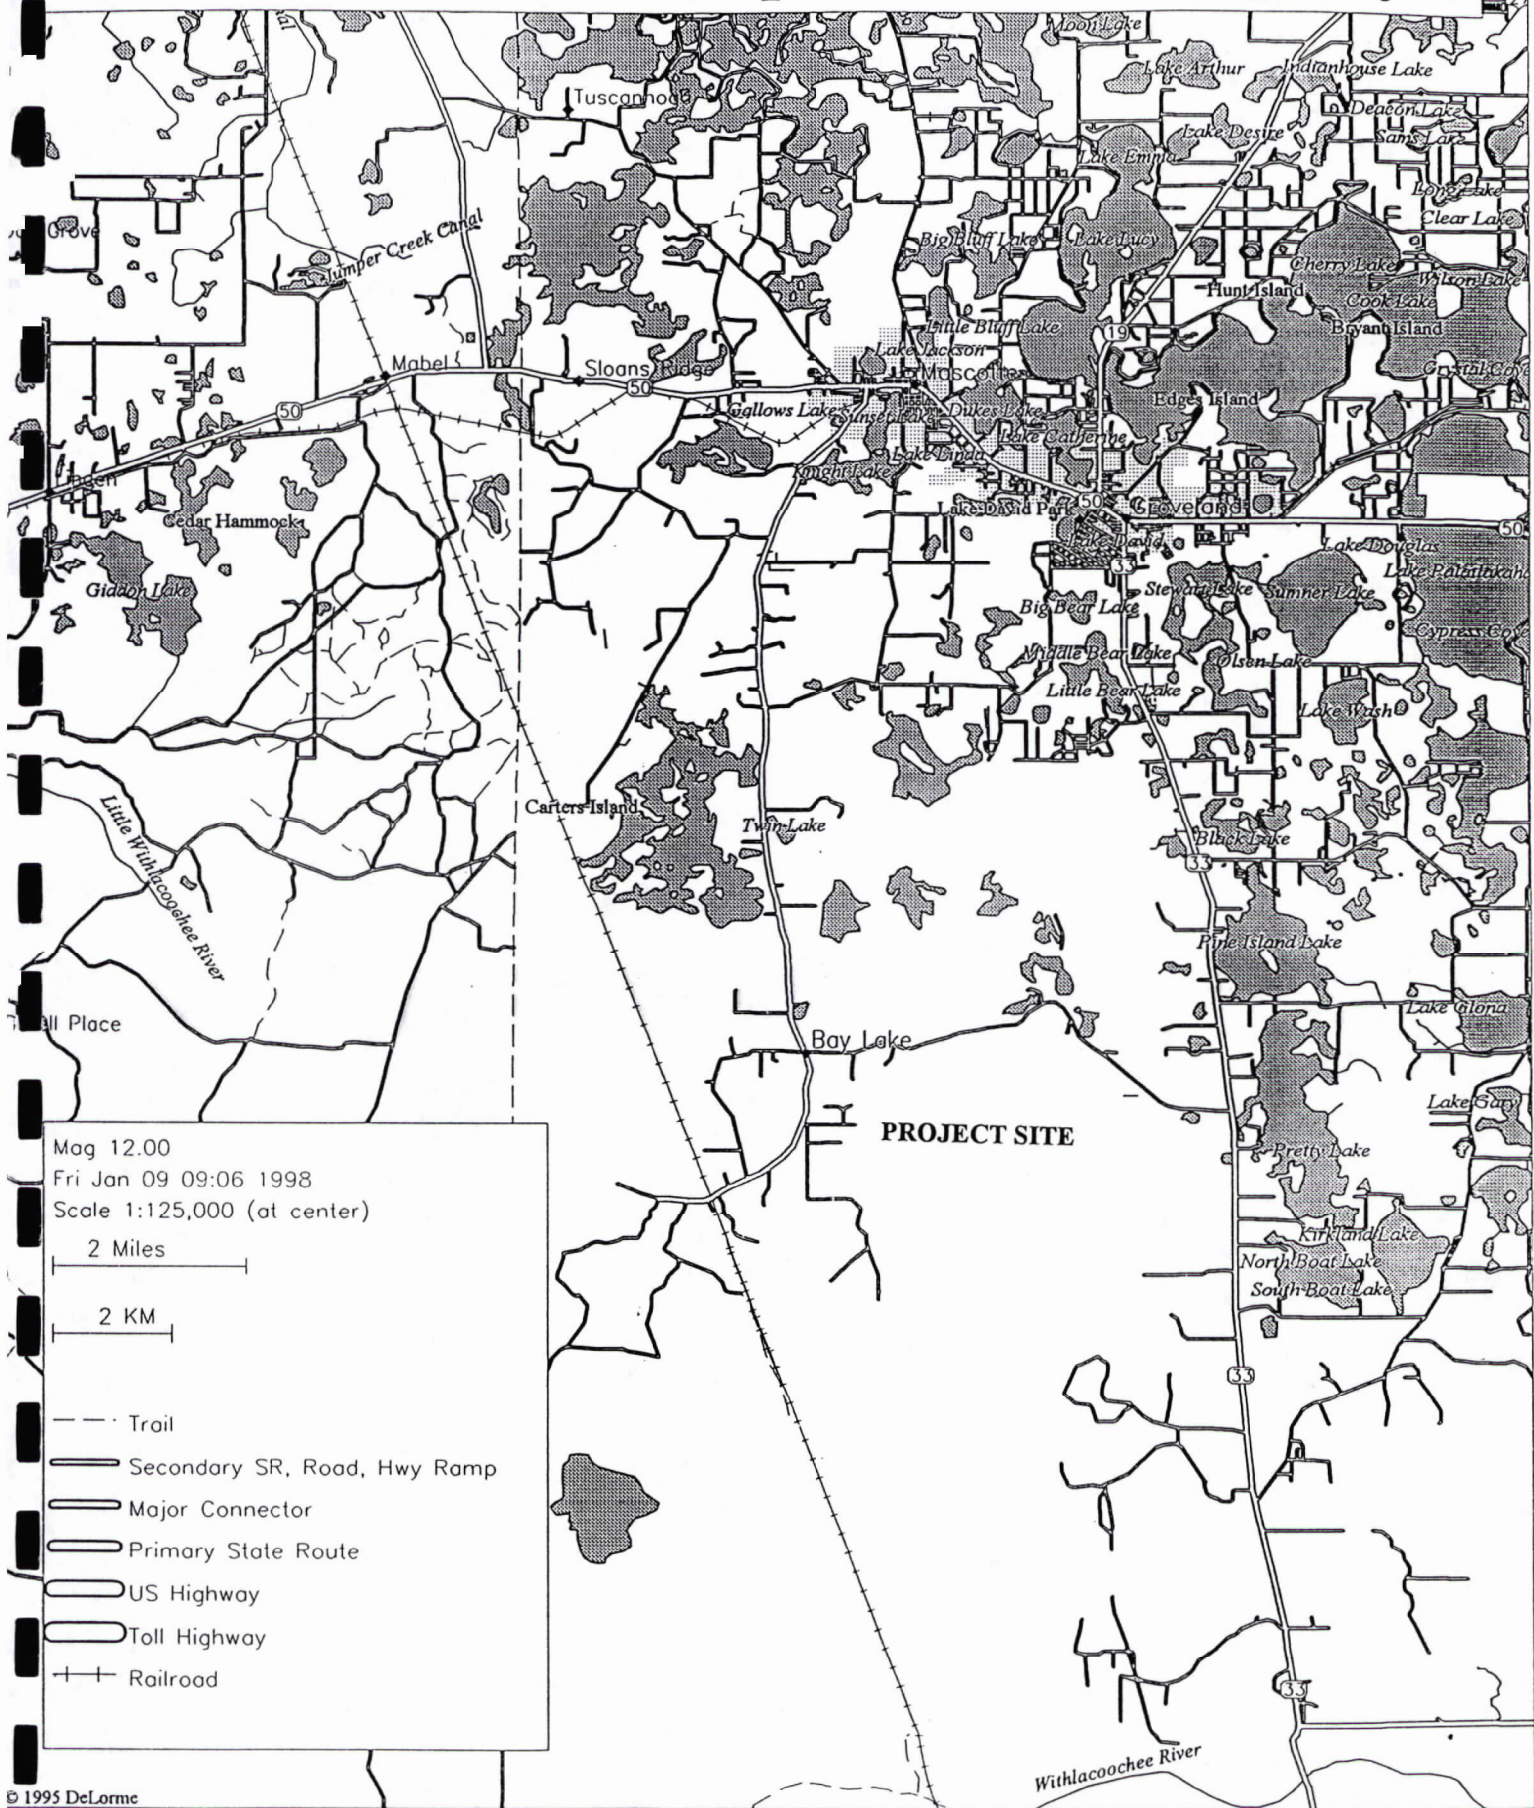 Moon Lake
Lake Arthur
Indianhouse Lake
Tuscanooga
Deacon Lake
Lake Desire
Sams Lake
Lake Emma
Long Lake
Clear Lake
Grove
Jumper Creek Canal
Big Bluff Lake
Lake Lucy
Cherry Lake
Wilson Lake
Hunt Island
Cook Lake
Little Bluff Lake
19
Bryant Island
Lake Jackson
Mabel
Sloans Ridge
Mascotte
Crystal Cove
50
50
Gallows Lake
Sunset Lake
Dukes Lake
Edges Island
Lake Catherine
Lake Linda
Knight Lake
Linden
Lake David Park
50
Groveland
Cedar Hammock
50
Lake David
Lake Douglas
33
Giddon Lake
Stewart Lake
Sumner Lake
Big Bear Lake
Cypress Cove
Middle Bear Lake
Olsen Lake
Little Bear Lake
Lake Wash
Carters Island
Twin Lake
Little Withlacoochee River
Black Lake
33
Pine Island Lake
Lake Glona
ell Place
Bay Lake
Lake Gary
PROJECT SITE
Pretty Lake
Kirkland Lake
North Boat Lake
South Boat Lake
Mag 12.00
Fri Jan 09 09:06 1998
Scale 1:125,000 (at center)
2 Miles
2 KM
33
Trail
Secondary SR, Road, Hwy Ramp
Major Connector
Primary State Route
US Highway
Toll Highway
Railroad
33
Withlacoochee River
© 1995 DeLorme